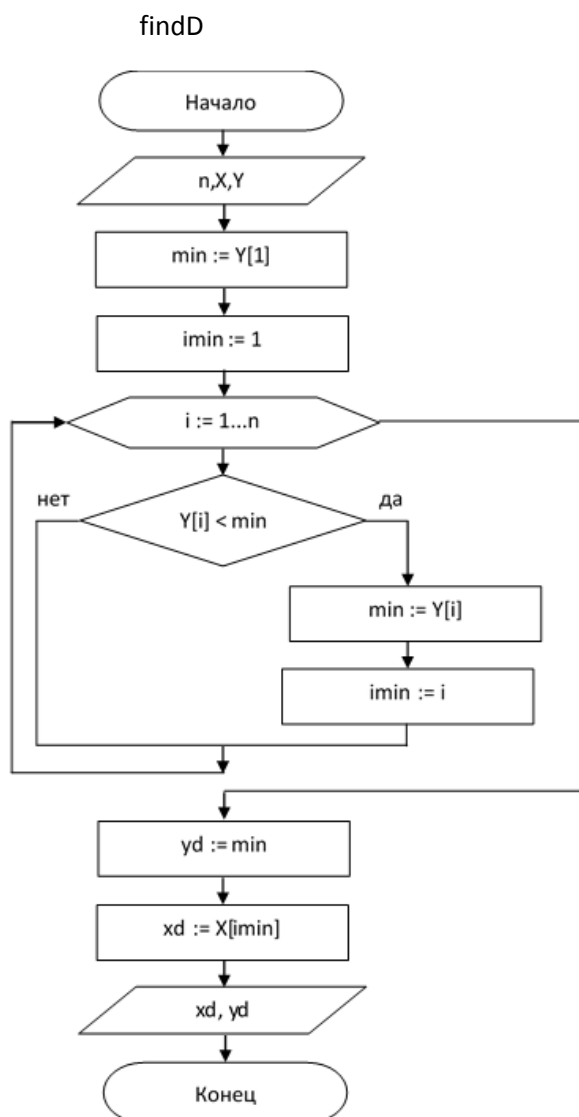 findD
Начало
n,X,Y
min := Y[1]
imin := 1
i := 1...n
нет
да
Y[i] < min
min := Y[i]
imin := i
yd := min
xd := X[imin]
xd, yd
Конец